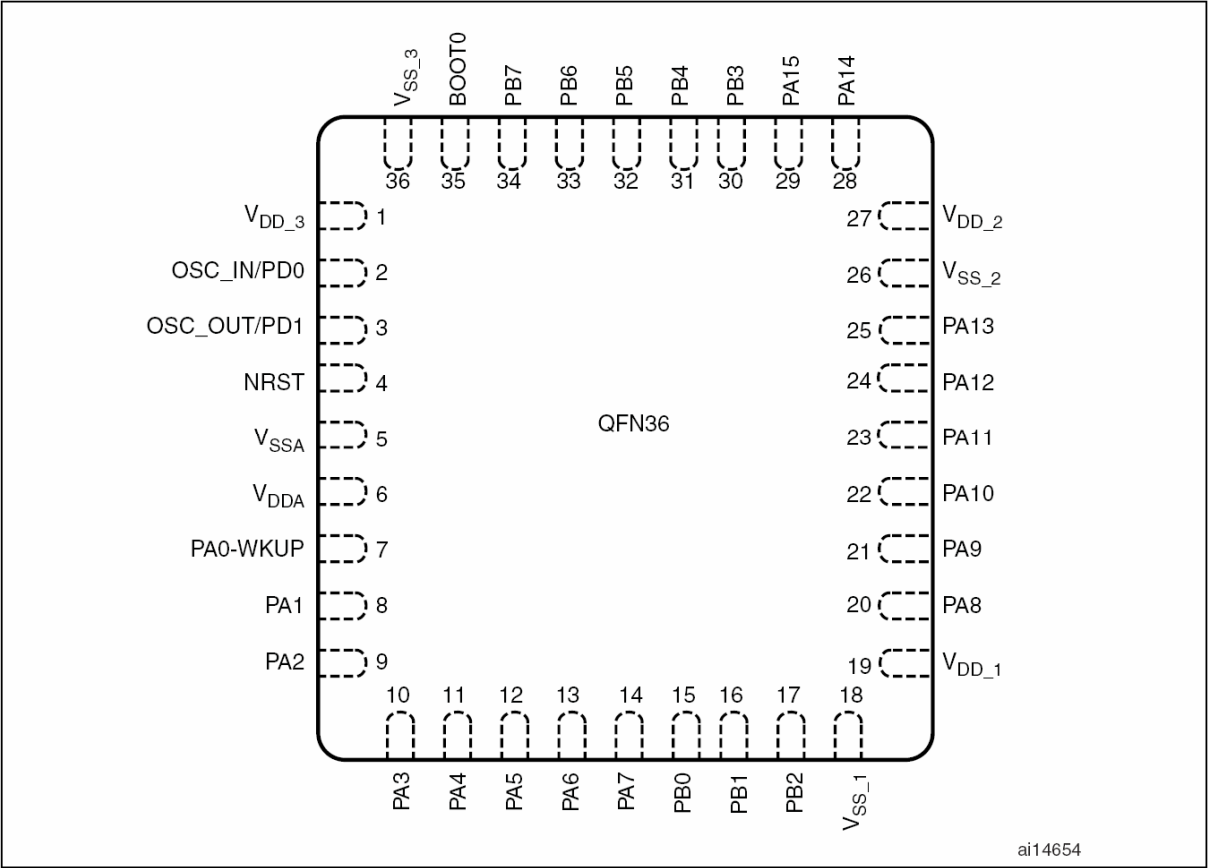 VSS_3 BOOT0 PB7 PB6 PB5 PB4 PB3 PA15 PA14
36 35 34 33 32 31 30 29 28
VDD_3 1 27 VDD_2
OSC_IN/PD0 2 26 VSS_2
OSC_OUT/PD1 3 25 PA13
NRST 4 24 PA12
VSSA 5 23 PA11
QFN36
VDDA 6 22 PA10
PA0-WKUP 7 21 PA9
PA1 8 20 PA8
PA2 9 19 VDD_1
10 11 12 13 14 15 16 17 18
PA3 PA4 PA5 PA6 PA7 PB0 PB1 PB2 VSS_1
ai14654